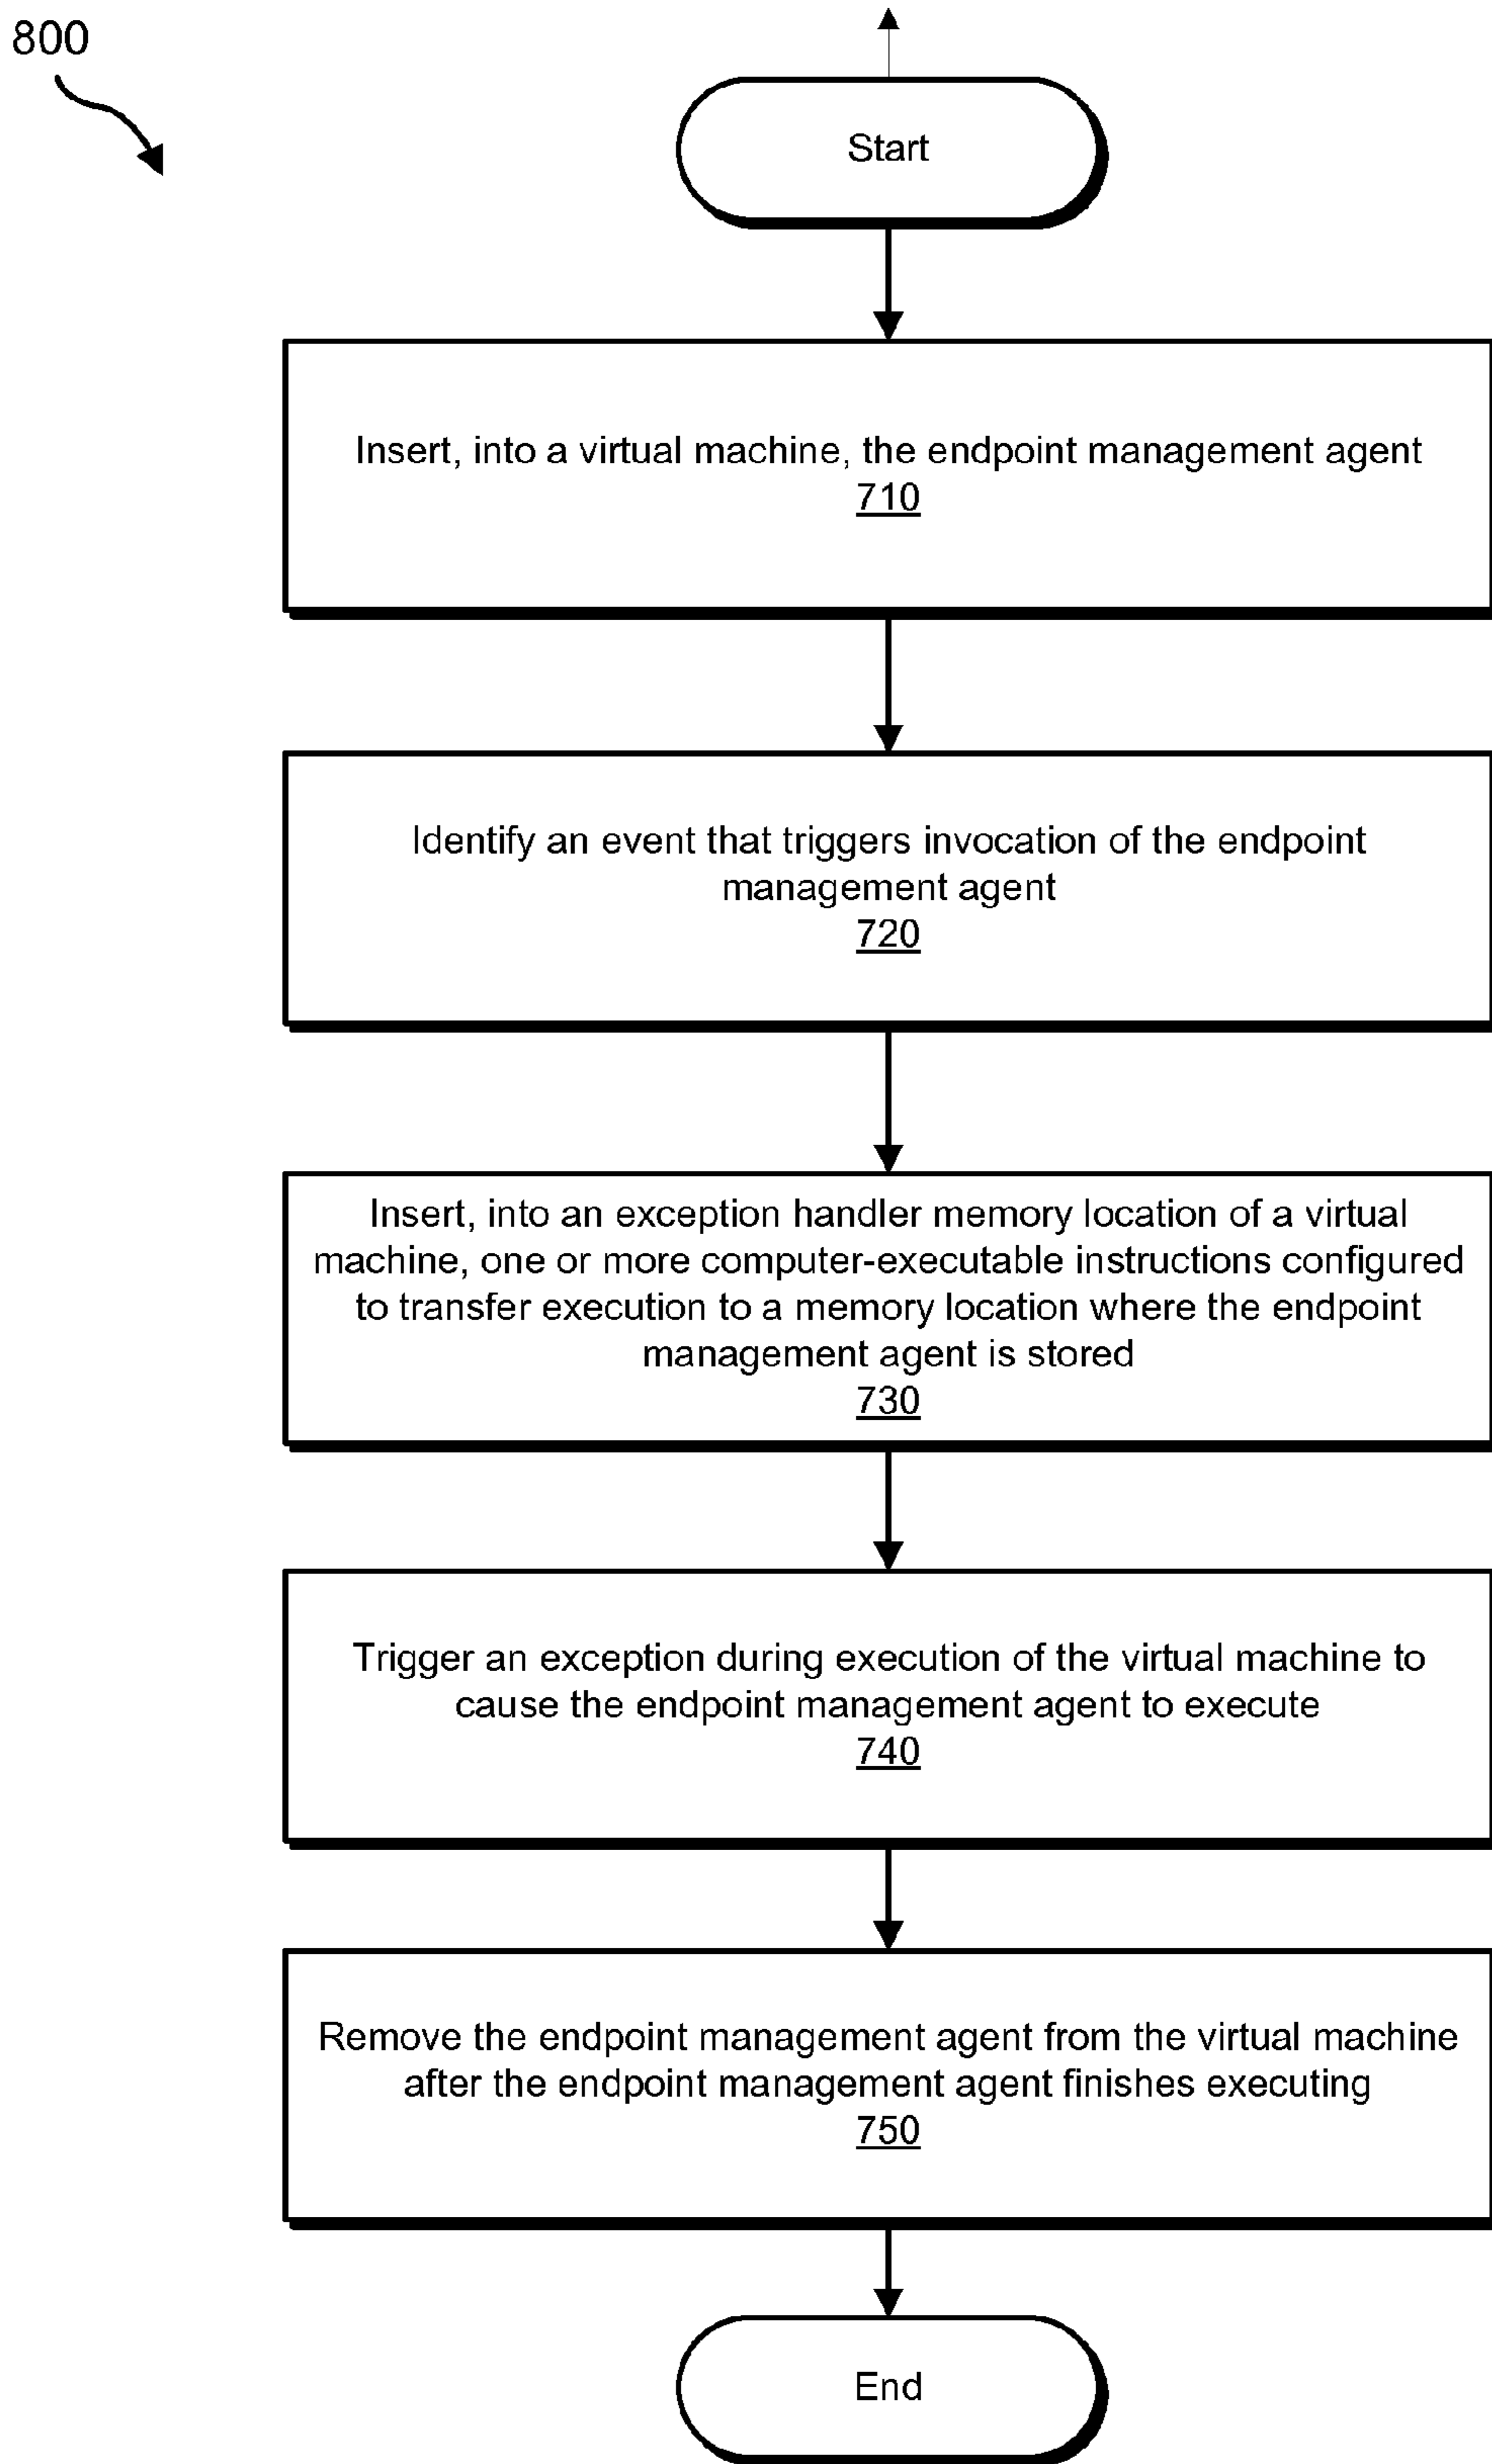 800
Start
Insert, into a virtual machine, the endpoint management agent
710
Identify an event that triggers invocation of the endpoint
management agent
720
Insert, into an exception handler memory location of a virtual
machine, one or more computer-executable instructions configured
to transfer execution to a memory location where the endpoint
management agent is stored
730
Trigger an exception during execution of the virtual machine to
cause the endpoint management agent to execute
740
Remove the endpoint management agent from the virtual machine
after the endpoint management agent finishes executing
750
End